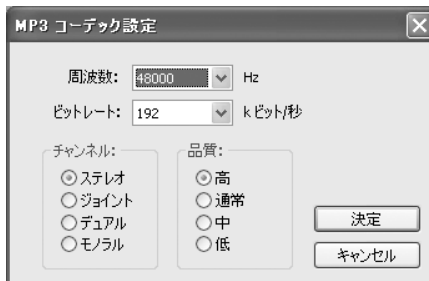 MP3 コーデック設定
周波数: 48000 Hz
ビットレート: 192 k ビット/秒
チャンネル:
ステレオ
ジョイント
デュアル
モノラル
品質:
高
通常
中
低
決定
キャンセル